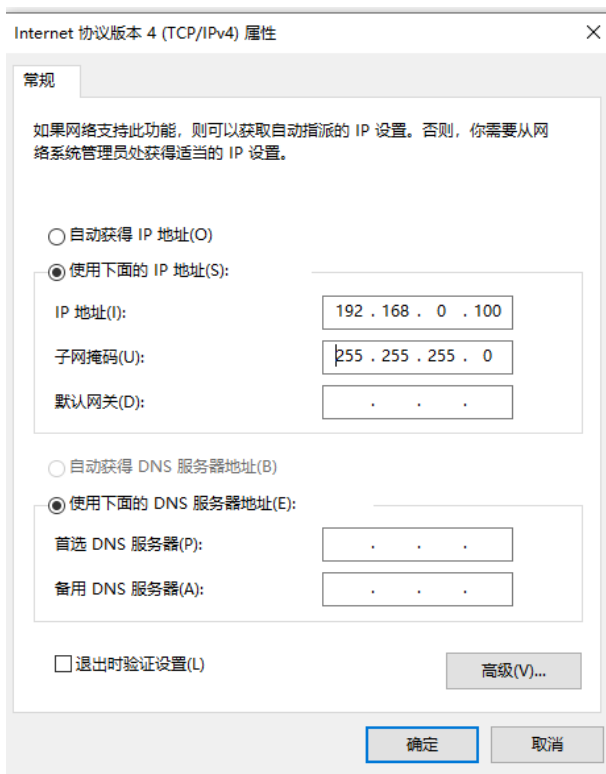 Internet 协议版本 4 (TCP/IPv4) 属性
常规
如果网络支持此功能，则可以获取自动指派的 IP 设置。否则，你需要从网
络系统管理员处获得适当的 IP 设置。
自动获得 IP 地址(O)
使用下面的 IP 地址(S):
IP 地址(I): 192 . 168 . 0 . 100
子网掩码(U): 255 . 255 . 255 . 0
默认网关(D): . . .
自动获得 DNS 服务器地址(B)
使用下面的 DNS 服务器地址(E):
首选 DNS 服务器(P): . . .
备用 DNS 服务器(A): . . .
退出时验证设置(L)
高级(V)...
确定 取消